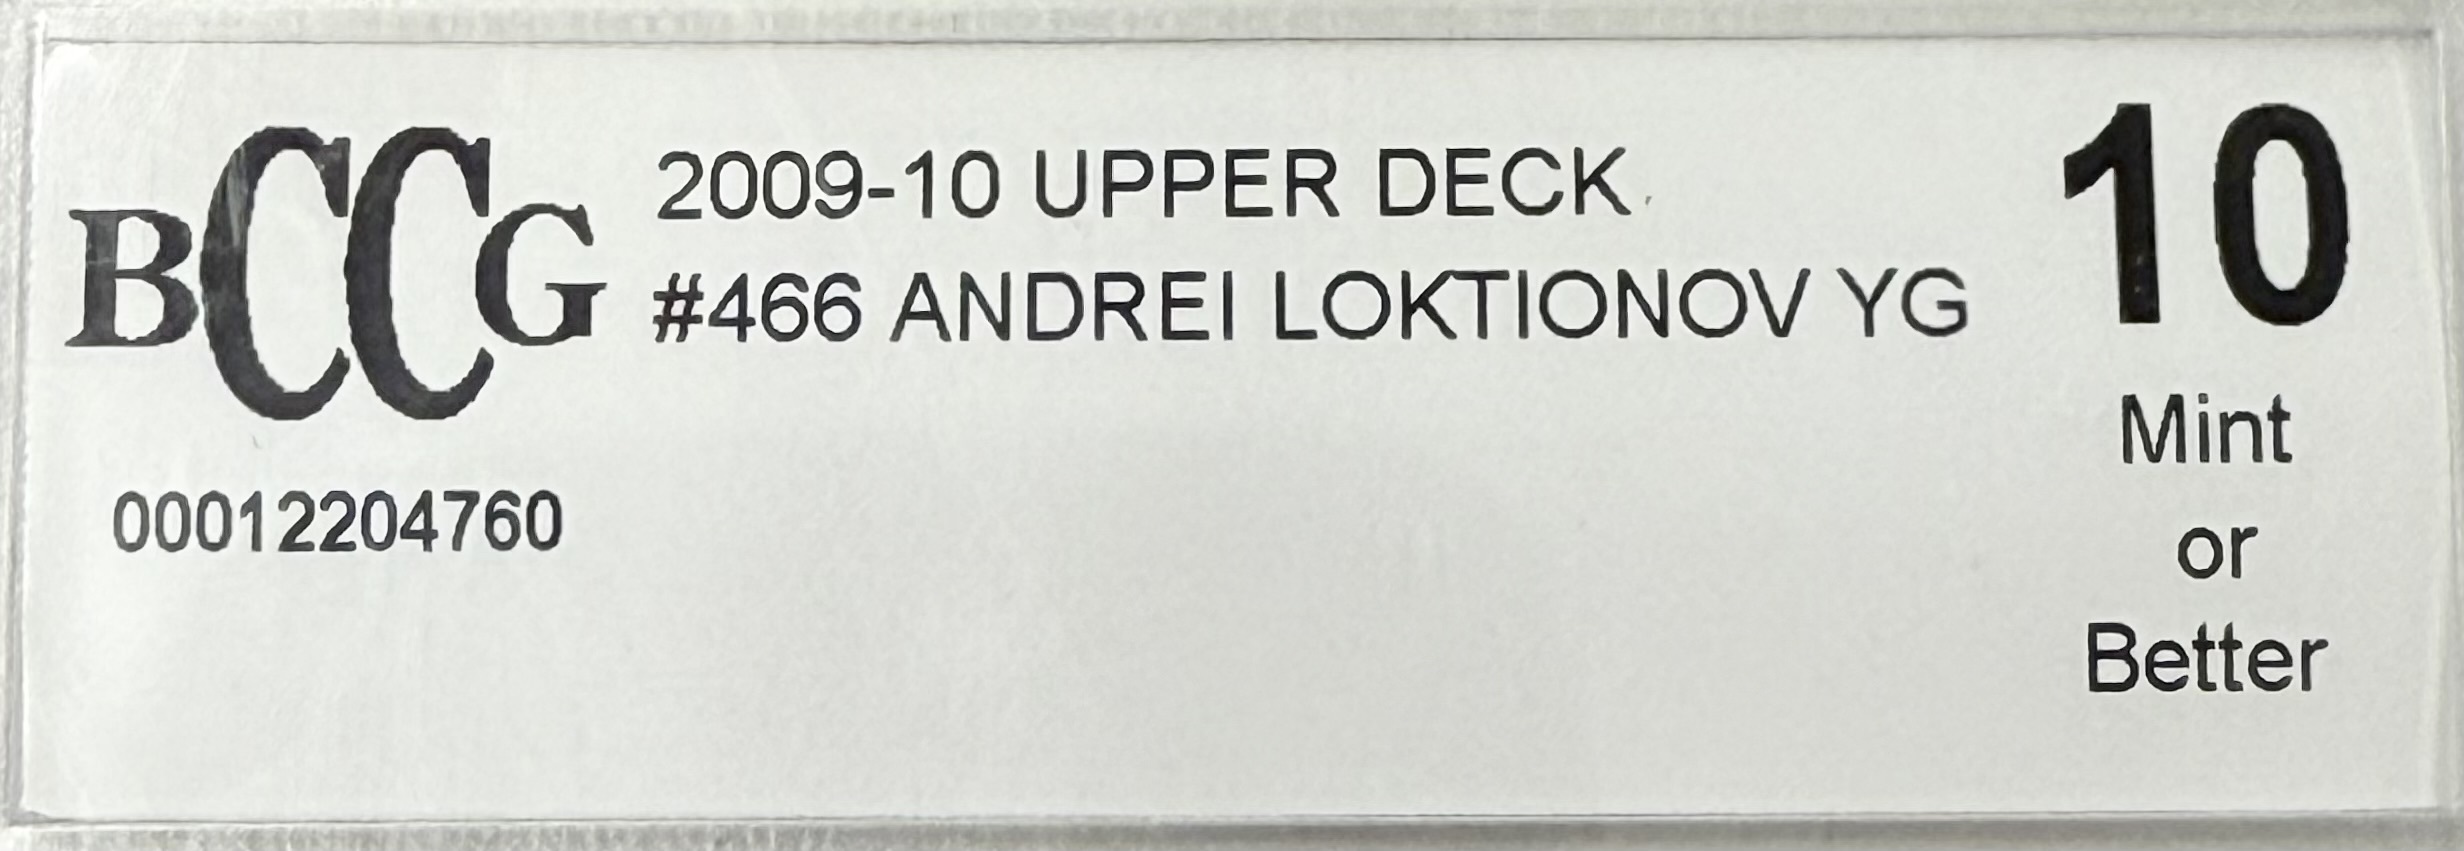 BCCG
2009-10 UPPER DECK
#466 ANDREI LOKTIONOV YG
00012204760
10
Mint
or
Better